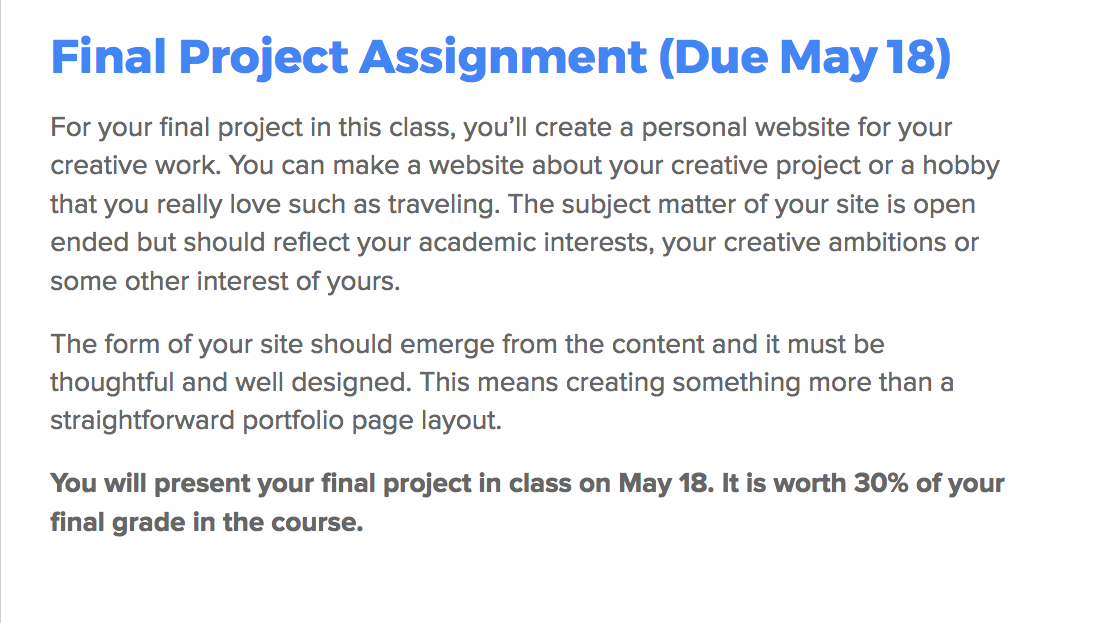 Final Project Assignment (Due May 18)
For your final project in this class, you’ll create a personal website for your
creative work. You can make a website about your creative project or a hobby
that you really love such as traveling. The subject matter of your site is open
ended but should reflect your academic interests, your creative ambitions or
some other interest of yours.
The form of your site should emerge from the content and it must be
thoughtful and well designed. This means creating something more than a
straightforward portfolio page layout.
You will present your final project in class on May 18. It is worth 30% of your
final grade in the course.